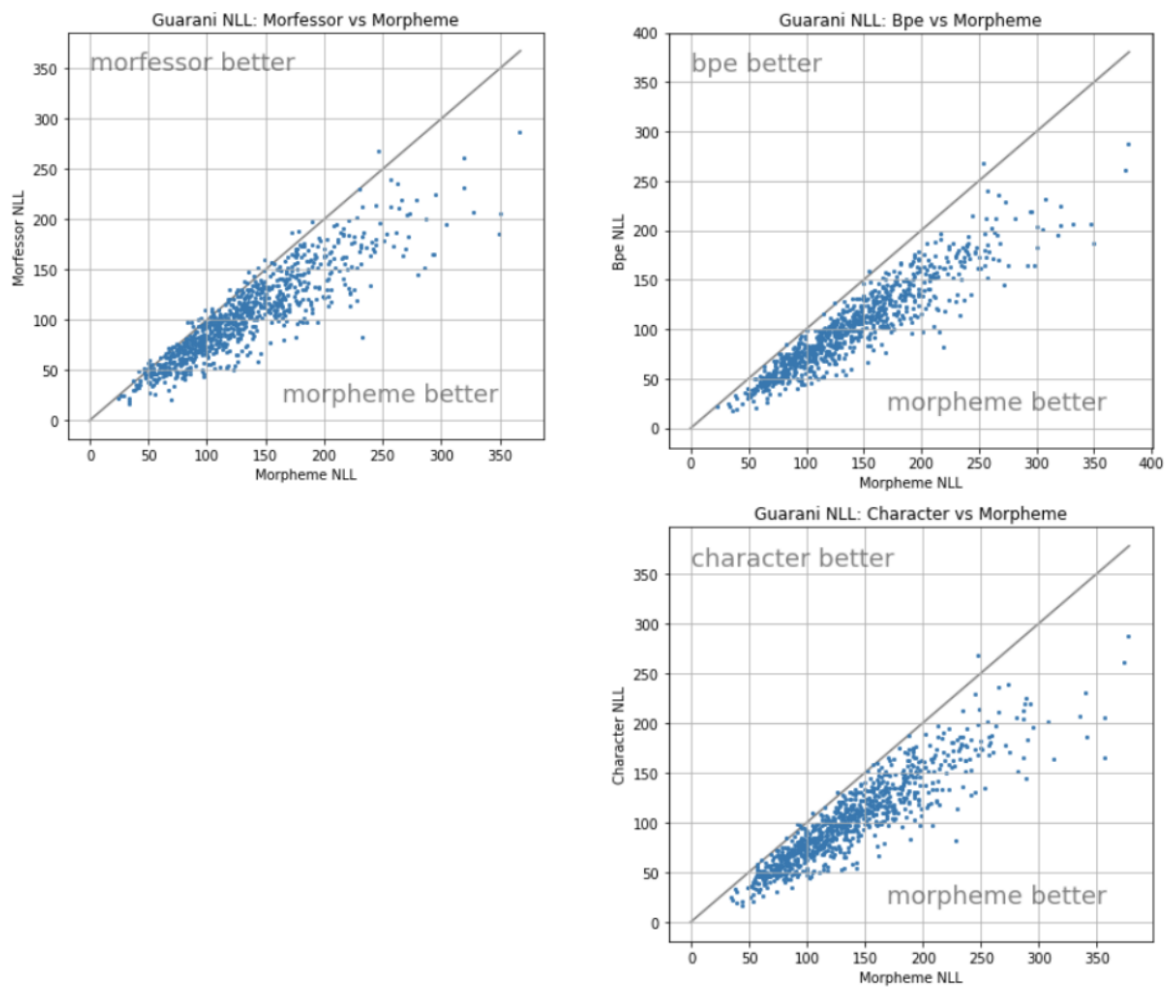 Guarani NLL: Morfessor vs Morpheme
morfessor better
350
300
250
200
150
100
50
0
Morfessor NLL
morpheme better
0 50 100 150 200 250 300 350
Morpheme NLL
Guarani NLL: Bpe vs Morpheme
400
bpe better
350
300
250
200
150
100
50
0
Bpe NLL
morpheme better
0 50 100 150 200 250 300 350 400
Morpheme NLL
Guarani NLL: Character vs Morpheme
character better
350
300
250
200
150
100
50
0
Character NLL
morpheme better
0 50 100 150 200 250 300 350
Morpheme NLL